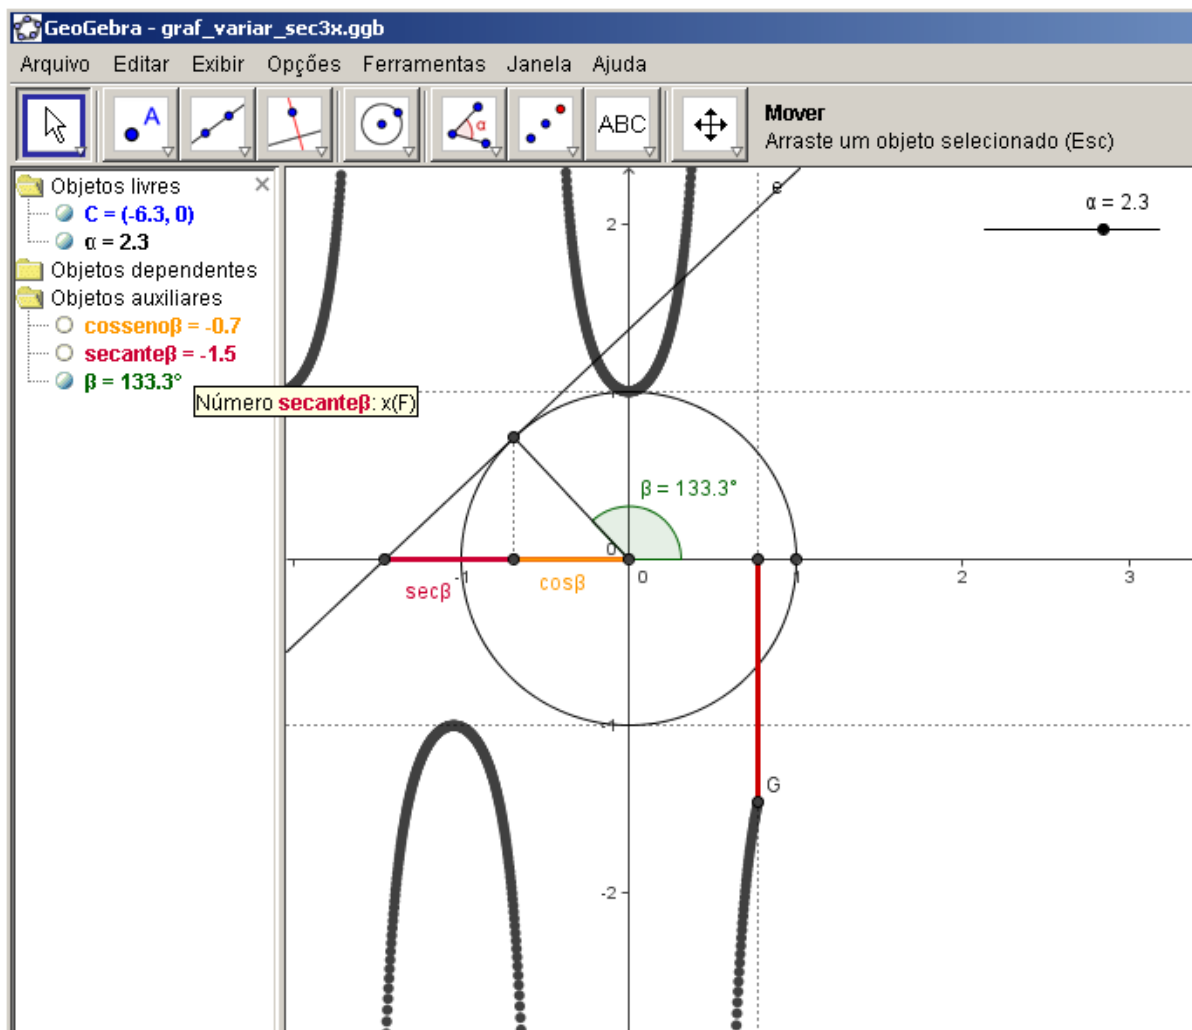 GeoGebra - graf_variar_sec3x.ggb
Arquivo Editar Exibir Opções Ferramentas Janela Ajuda
A
α
ABC
Mover
Arraste um objeto selecionado (Esc)
Objetos livres
C = (-6.3, 0)
α = 2.3
Objetos dependentes
Objetos auxiliares
cossenoβ = -0.7
secanteβ = -1.5
β = 133.3°
Número secanteβ: x(F)
e
α = 2.3
2
β = 133.3°
0
-1 0 1 2 3
secβ cosβ
-1
G
-2